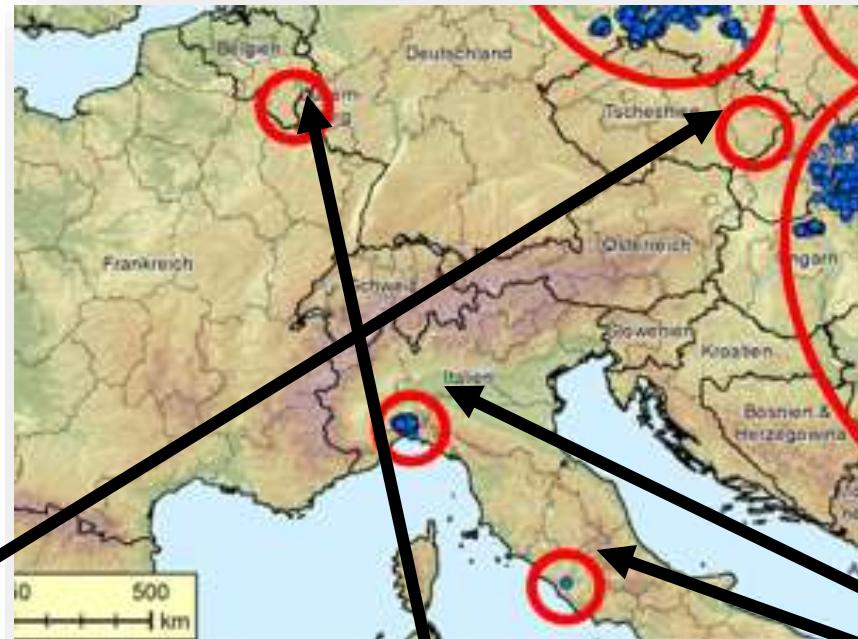 Belgien
Deutschland
Tschechien
Frankreich
Schweiz
Österreich
Ungarn
Slowenien
Kroatien
Italien
Bosnien &
Herzegowina
500
km